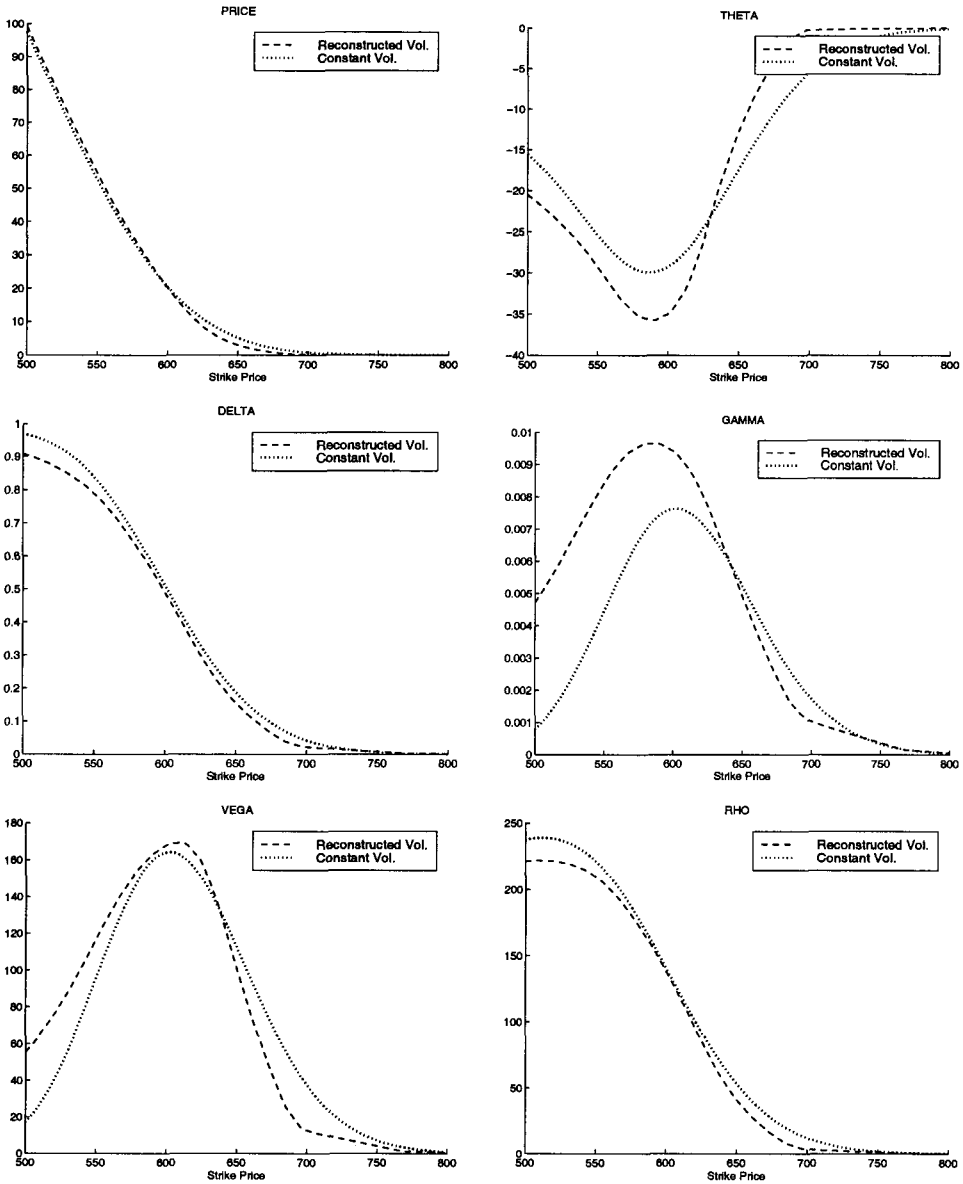 PRICE
100
90
80
70
60
50
40
30
20
10
0
500 550 600 650 700 750 800
Strike Price
Reconstructed Vol.
Constant Vol.
THETA
0
−5
−10
−15
−20
−25
−30
−35
−40
500 550 600 650 700 750 800
Strike Price
Reconstructed Vol.
Constant Vol.
DELTA
1
0.9
0.8
0.7
0.6
0.5
0.4
0.3
0.2
0.1
0
500 550 600 650 700 750 800
Strike Price
Reconstructed Vol.
Constant Vol.
GAMMA
0.01
0.009
0.008
0.007
0.006
0.005
0.004
0.003
0.002
0.001
0
500 550 600 650 700 750 800
Strike Price
Reconstructed Vol.
Constant Vol.
VEGA
180
160
140
120
100
80
60
40
20
0
500 550 600 650 700 750 800
Strike Price
Reconstructed Vol.
Constant Vol.
RHO
250
200
150
100
50
0
500 550 600 650 700 750 800
Strike Price
Reconstructed Vol.
Constant Vol.